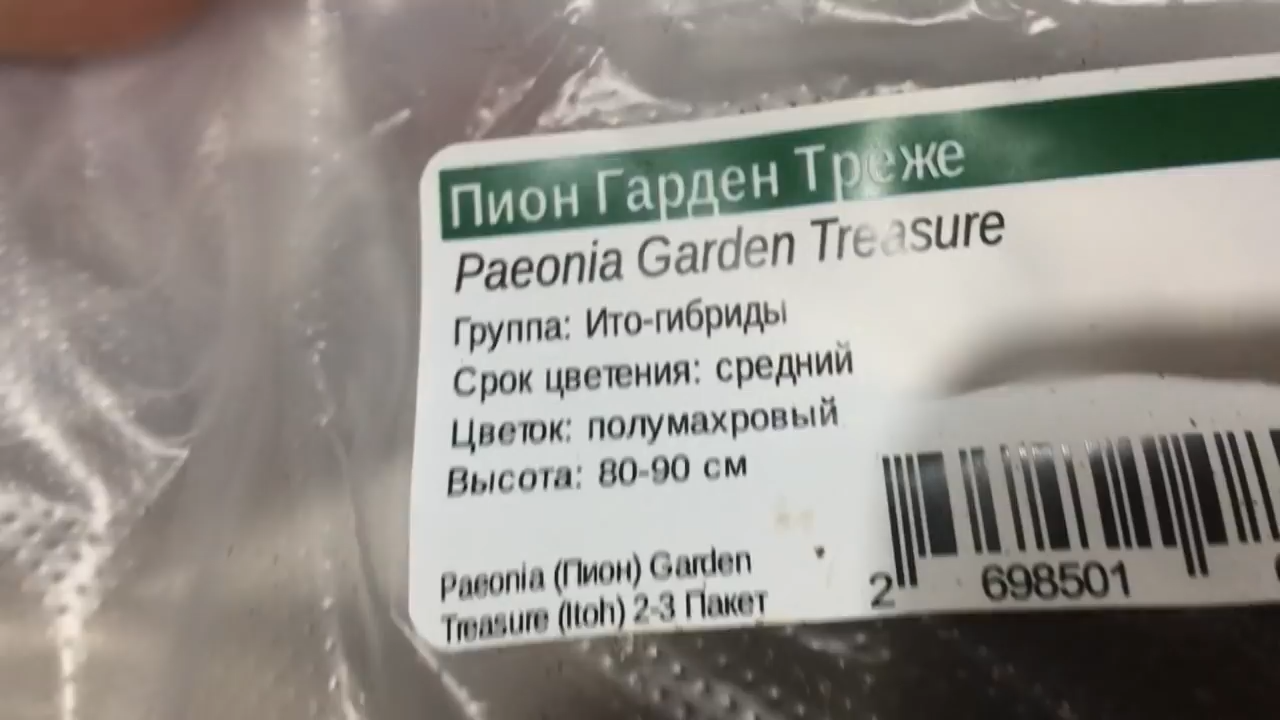 Пион Гарден Треже
Paeonia Garden Treasure
Группа: Ито-гибриды
Срок цветения: средний
Цветок: полумахровый
Высота: 80-90 см
Paeonia (Пион) Garden
Treasure (Itoh) 2-3 Пакет
2 698501